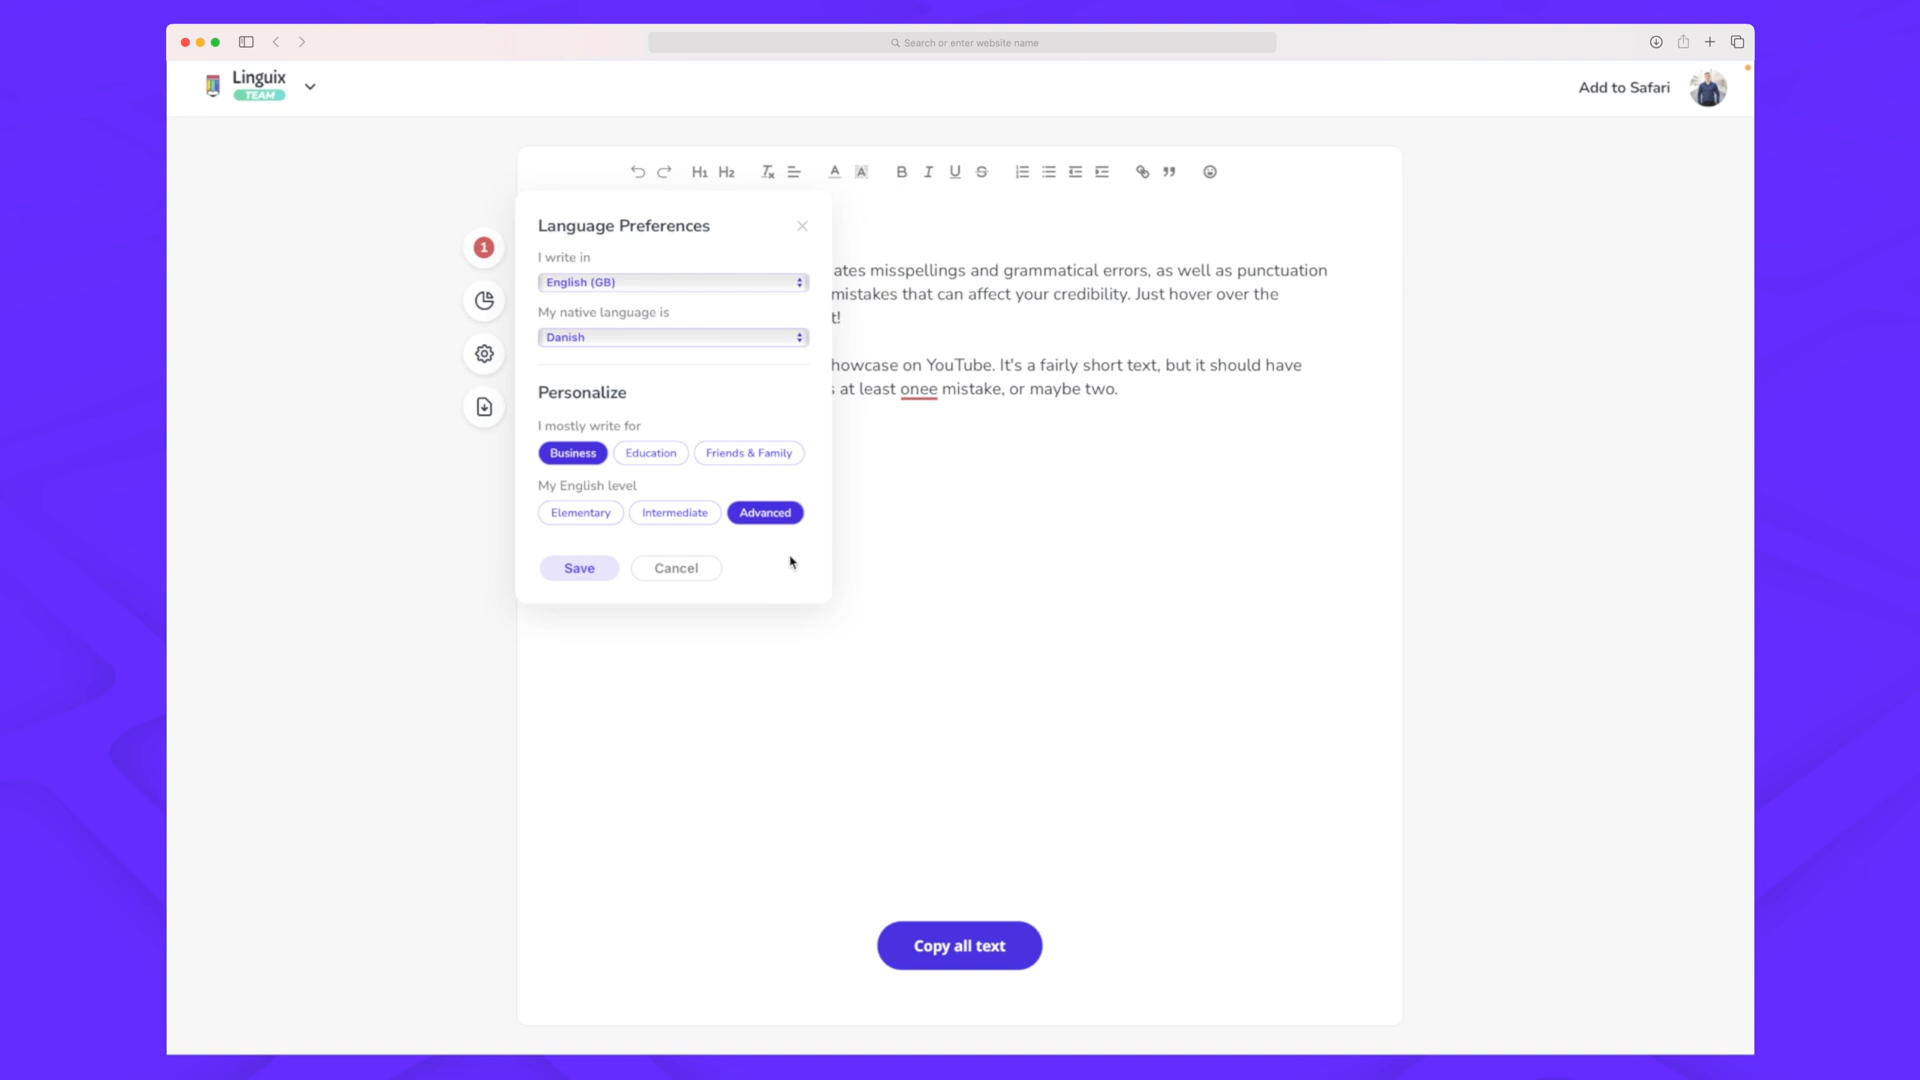 Search or enter website name
Linguix
TEAM
Add to Safari
H1 H2
A A B I U S
Language Preferences
1
I write in
ates misspellings and grammatical errors, as well as punctuation
English (GB)
mistakes that can affect your credibility. Just hover over the
My native language is
t!
Danish
howcase on YouTube. It's a fairly short text, but it should have
at least onee mistake, or maybe two.
Personalize
I mostly write for
Business Education Friends & Family
My English level
Elementary Intermediate Advanced
Save Cancel
Copy all text